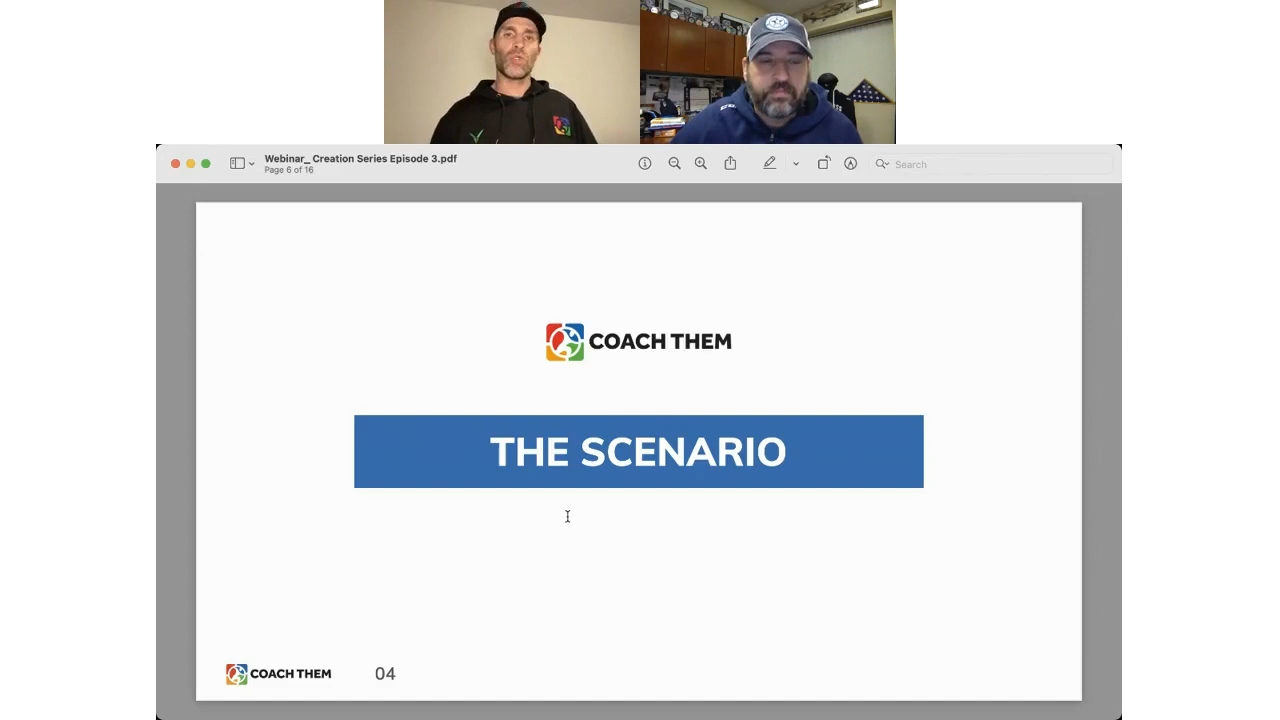 Webinar_ Creation Series Episode 3.pdf
Page 6 of 16
Search
COACH THEM
THE SCENARIO
COACH THEM
04